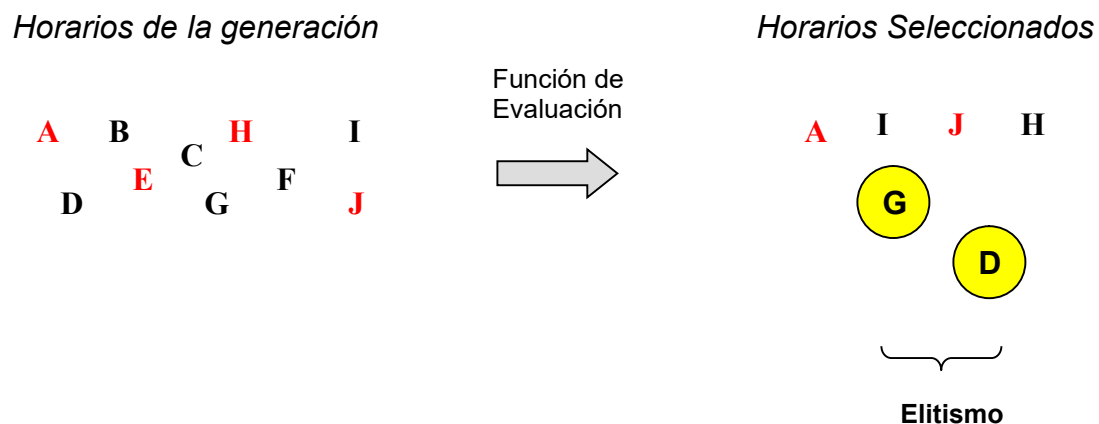 Horarios de la generación
Horarios Seleccionados
Función de
Evaluación
A B H I
C
E F
D G J
A I J H
G
D
Elitismo